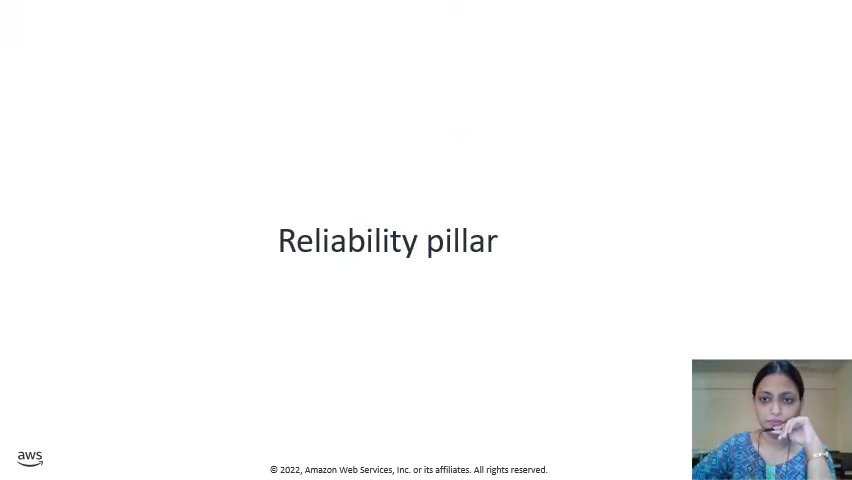 Reliability pillar
aws
© 2022, Amazon Web Services, Inc. or its affiliates. All rights reserved.